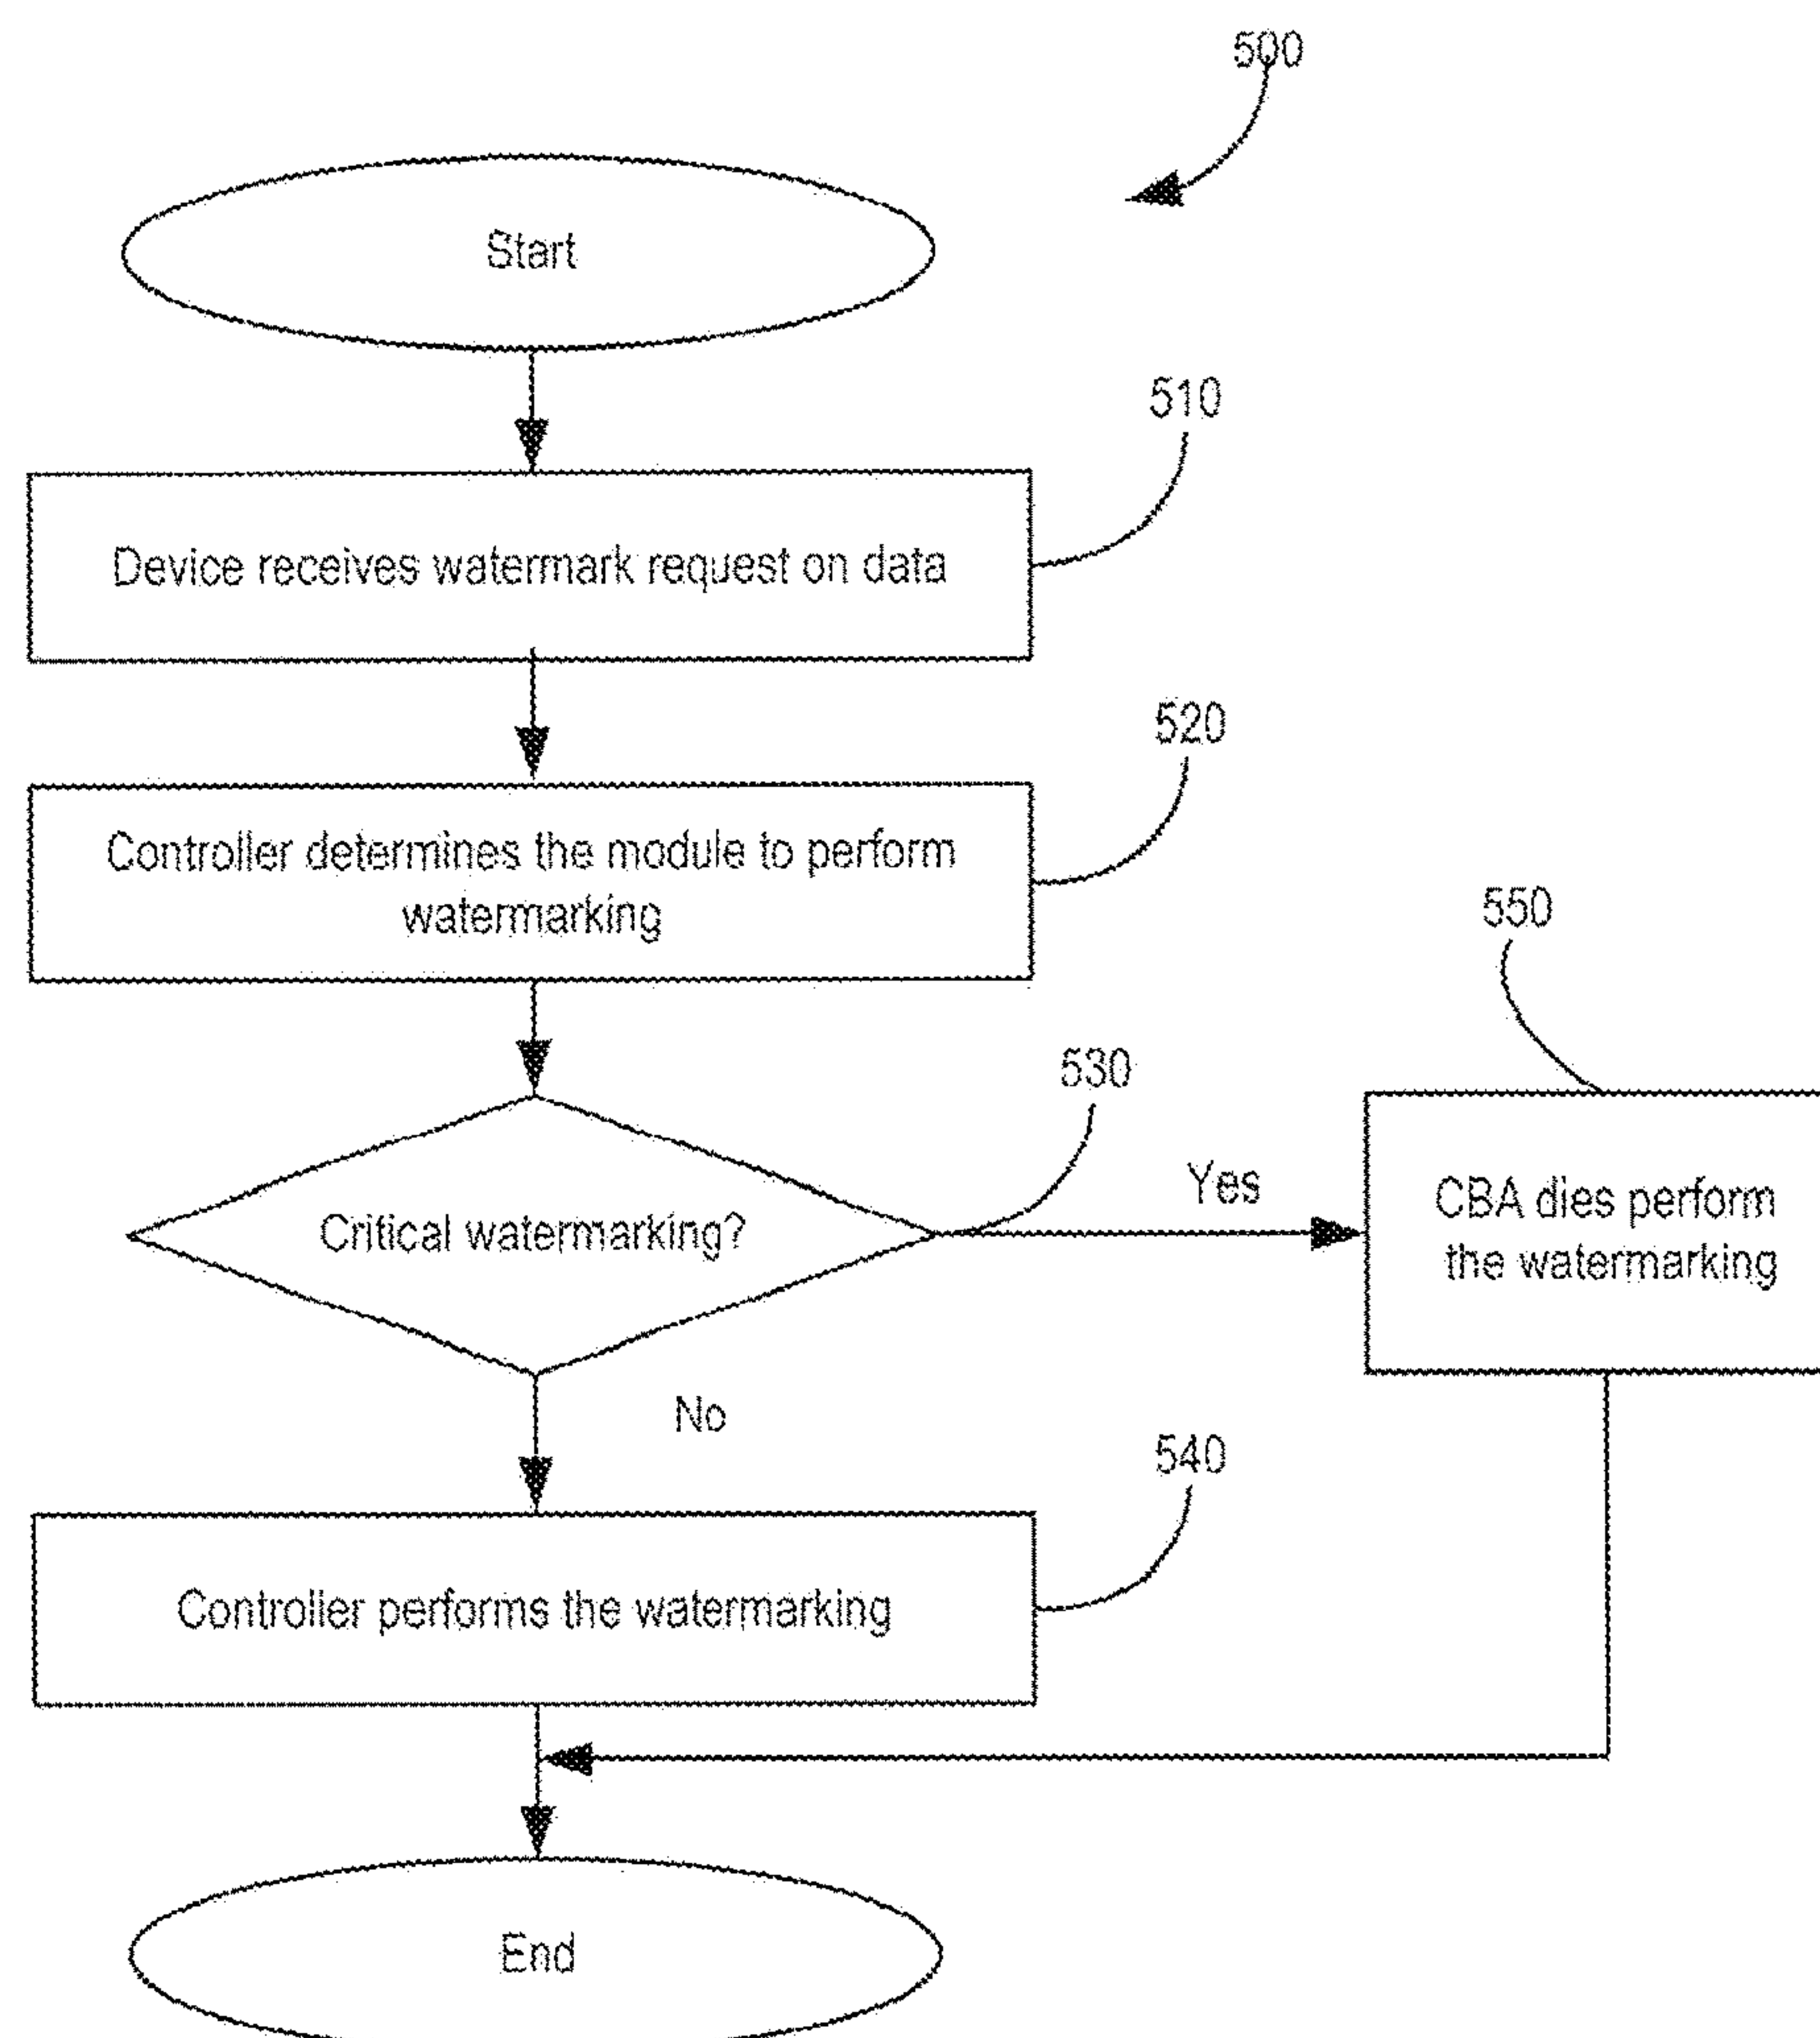 500
Start
510
Device receives watermark request on data
520
Controller determines the module to perform
watermarking
550
530
Yes
CBA dies perform
the watermarking
Critical watermarking?
No
540
Controller performs the watermarking
End